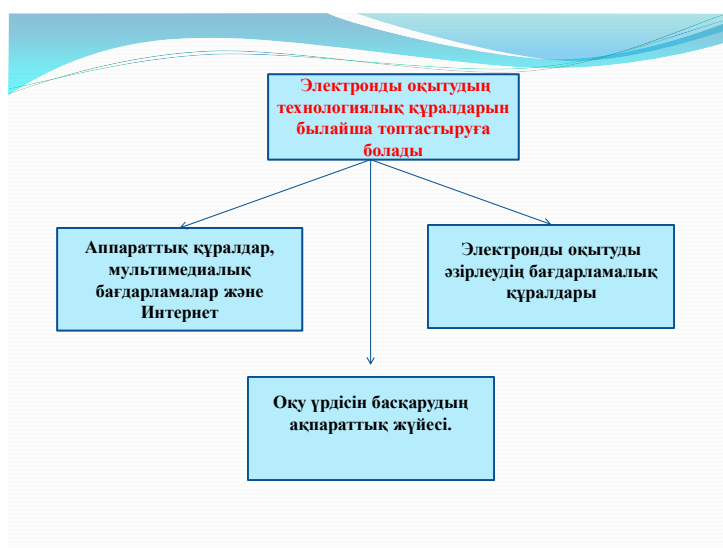 Электронды оқытудың
технологиялық құралдарын
былайша топтастыруға
болады
Аппараттық құралдар,
мультимедиалық
бағдарламалар және
Интернет
Электронды оқытуды
әзірлеудің бағдарламалық
құралдары
Оқу үрдісін басқарудың
ақпараттық жүйесі.